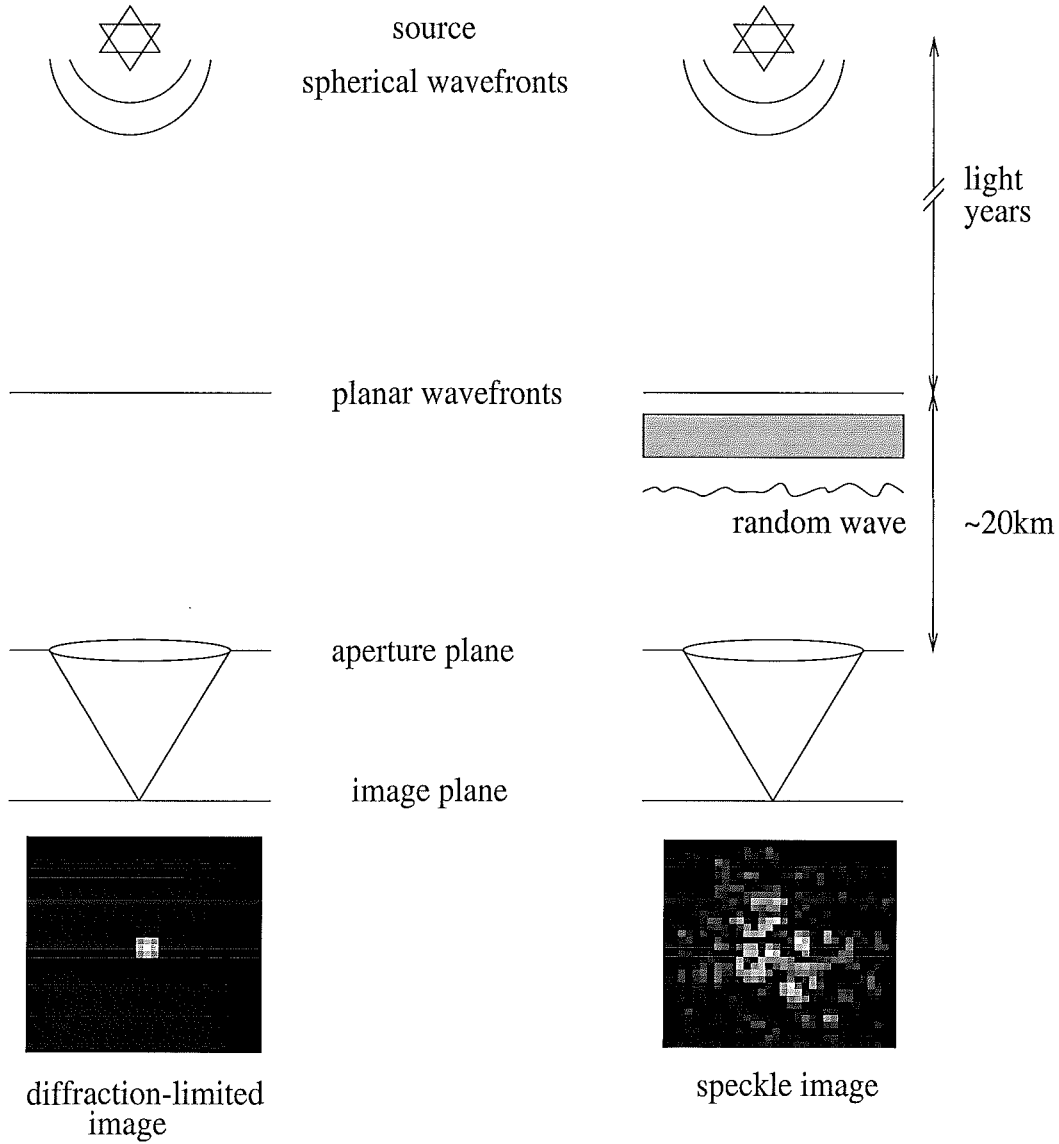 source
spherical wavefronts
light
years
planar wavefronts
random wave
~20km
aperture plane
image plane
diffraction-limited
image
speckle image